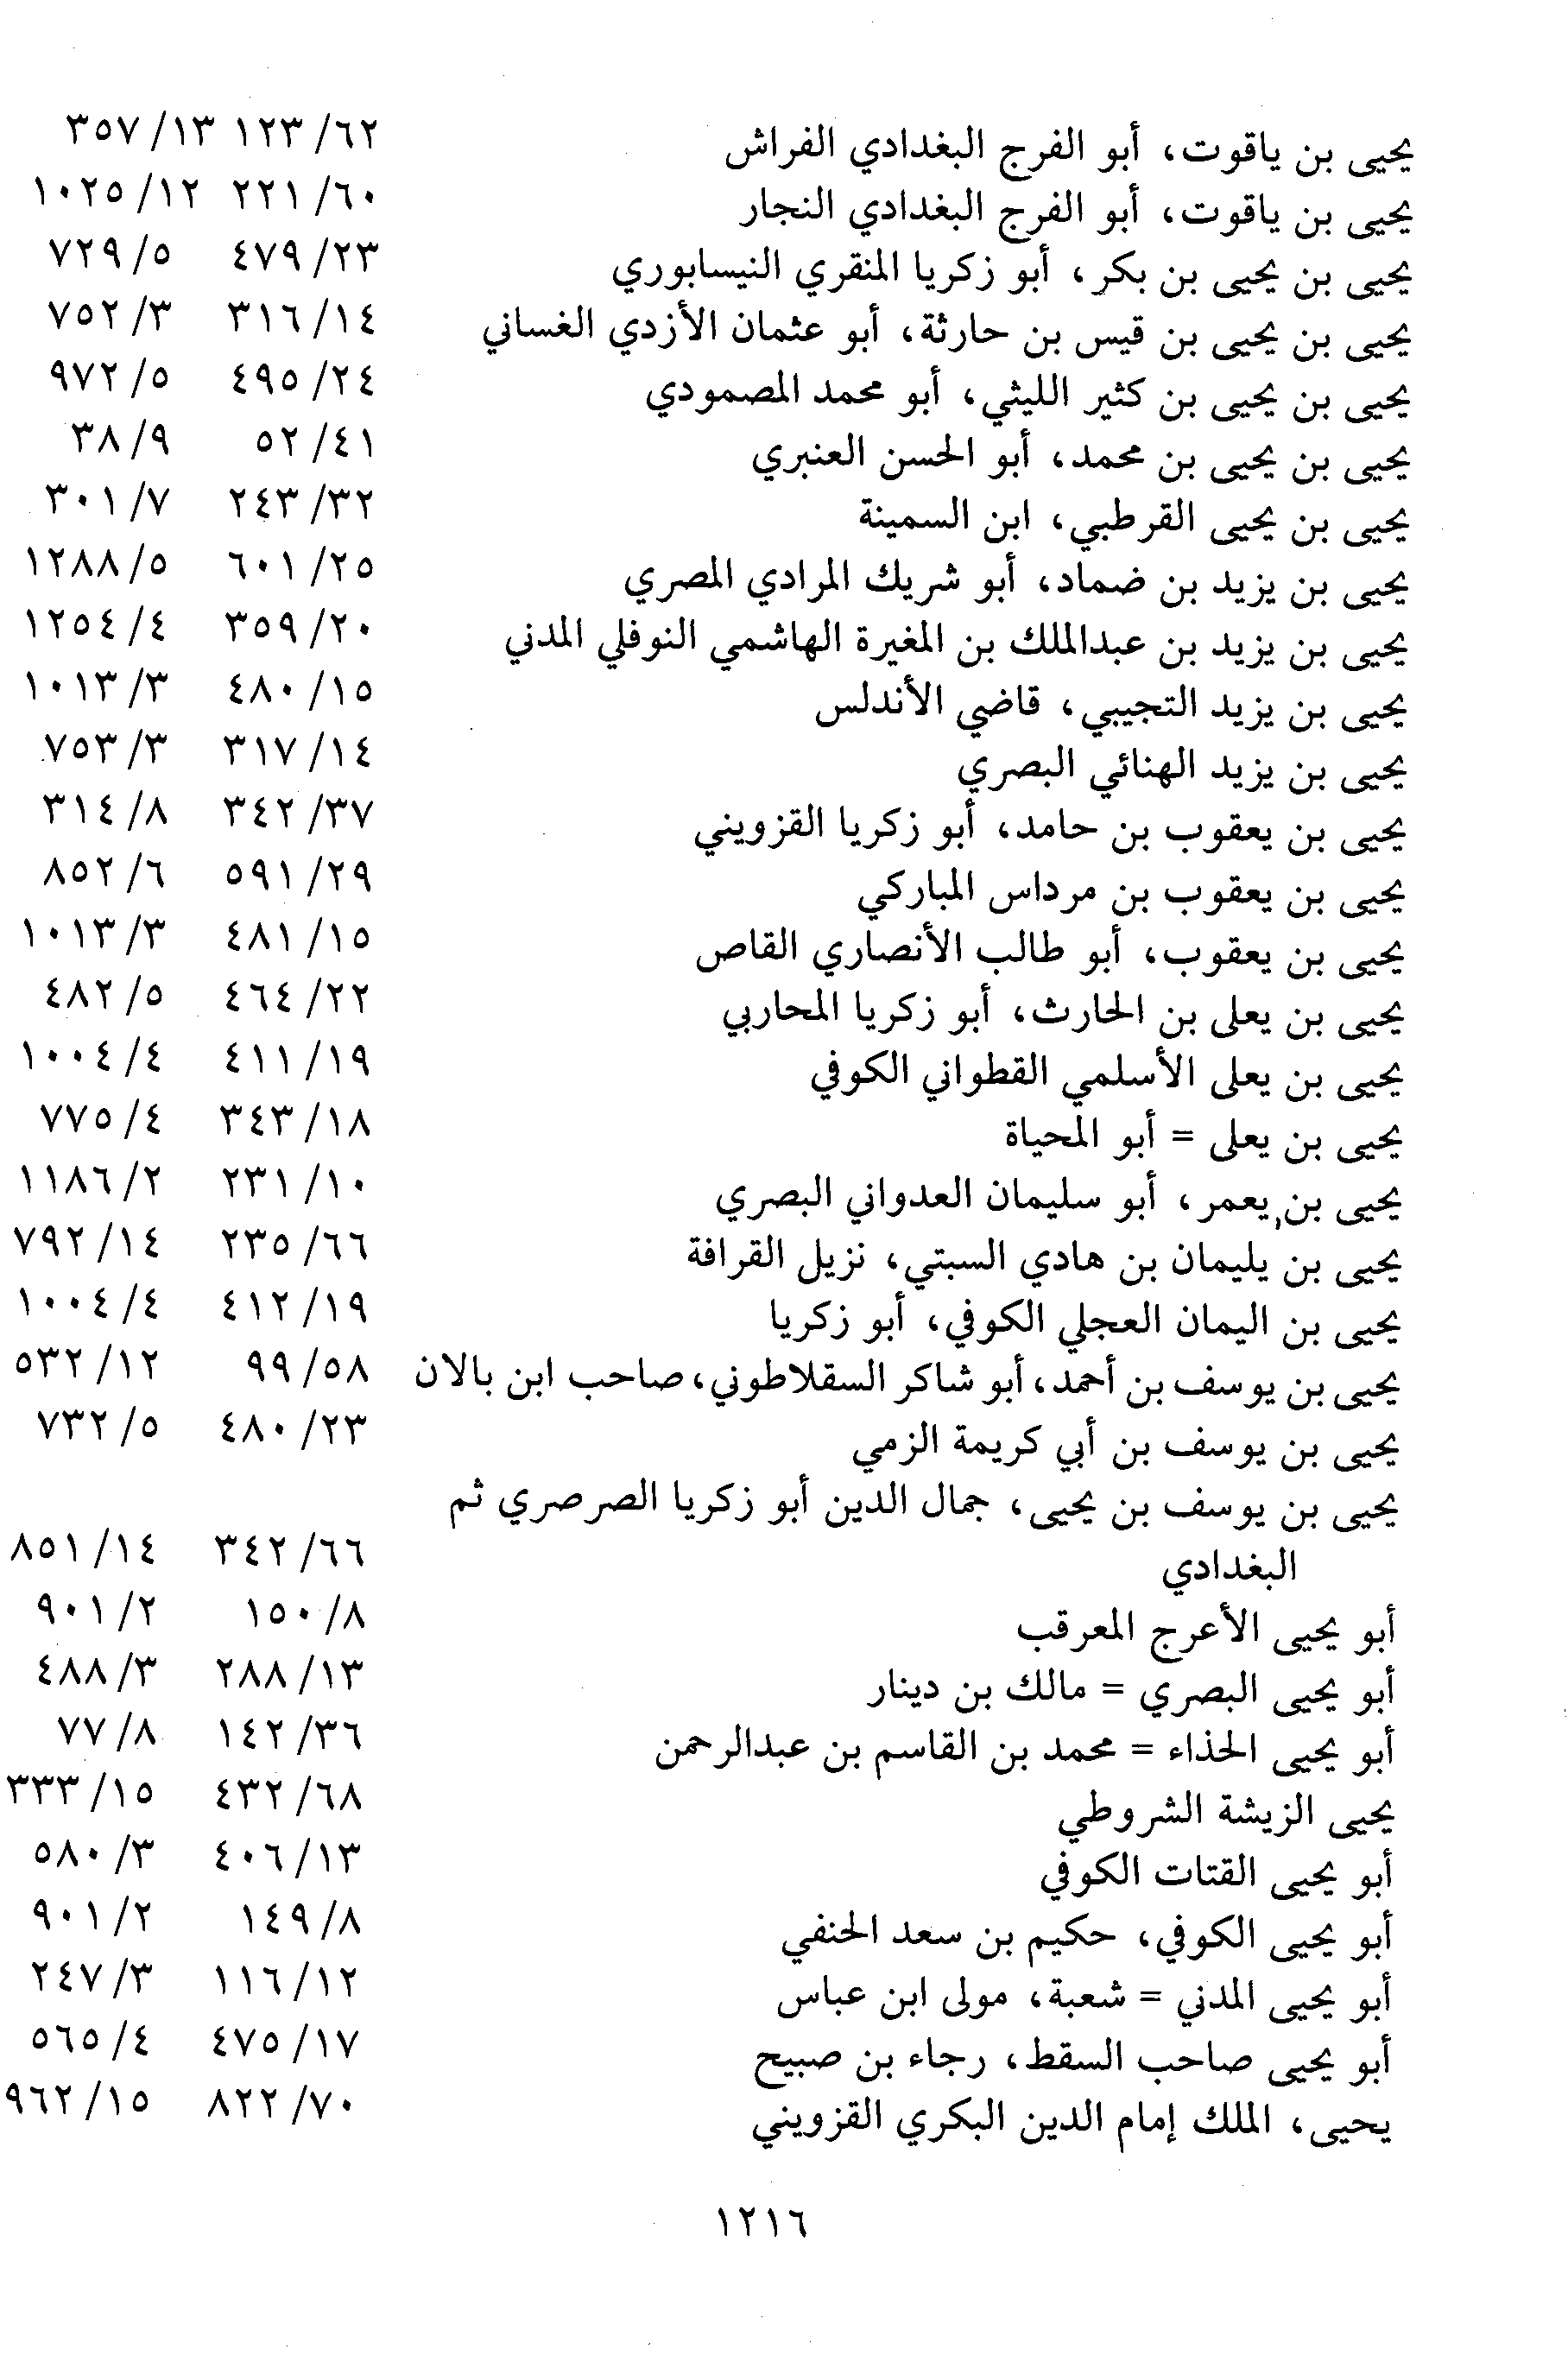 يحيى بن ياقوت، أبو الفرج البغدادي الفراش ٦٢/ ١٢٣ ١٣/ ٣٥٧
يحيى بن ياقوت، أبو الفرج البغدادي النجار ٦٠/ ٢٢١ ١٢/ ١٠٢٥
يحيى بن يحيى بن بكر، أبو زكريا المنقري النيسابوري ٢٣/ ٤٧٩ ٥/ ٧٢٩
يحيى بن يحيى بن قيس بن حارثة، أبو عثمان الأزدي الغساني ١٤/ ٣١٦ ٣/ ٧٥٢
يحيى بن يحيى بن كثير الليثي، أبو محمد المصمودي ٢٤/ ٤٩٥ ٥/ ٩٧٢
يحيى بن يحيى بن محمد، أبو الحسن العنبري ٤١/ ٥٢ ٩/ ٣٨
يحيى بن يحيى القرطبي، ابن السمينة ٣٢/ ٢٤٣ ٧/ ٣٠١
يحيى بن يزيد بن ضماد، أبو شريك المرادي المصري ٢٥/ ٦٠١ ٥/ ١٢٨٨
يحيى بن يزيد بن عبدالملك بن المغيرة الهاشمي النوفلي المدني ٢٠/ ٣٥٩ ٤/ ١٢٥٤
يحيى بن يزيد التجيبي، قاضي الأندلس ١٥/ ٤٨٠ ٣/ ١٠١٣
يحيى بن يزيد الهنائي البصري ١٤/ ٣١٧ ٣/ ٧٥٣
يحيى بن يعقوب بن حامد، أبو زكريا القزويني ٣٧/ ٣٤٢ ٨/ ٣١٤
يحيى بن يعقوب بن مرداس المباركي ٢٩/ ٥٩١ ٦/ ٨٥٢
يحيى بن يعقوب، أبو طالب الأنصاري القاص ١٥/ ٤٨١ ٣/ ١٠١٣
يحيى بن يعلى بن الحارث، أبو زكريا المحاربي ٢٢/ ٤٦٤ ٥/ ٤٨٢
يحيى بن يعلى الأسلمي القطواني الكوفي ١٩/ ٤١١ ٤/ ١٠٠٤
يحيى بن يعلى = أبو المحياة ١٨/ ٣٤٣ ٤/ ٧٧٥
يحيى بن يعمر، أبو سليمان العدواني البصري ١٠/ ٢٣١ ٢/ ١١٨٦
يحيى بن يليمان بن هادي السبتي، نزيل القرافة ٦٦/ ٢٣٥ ١٤/ ٧٩٢
يحيى بن اليمان العجلي الكوفي، أبو زكريا ١٩/ ٤١٢ ٤/ ١٠٠٤
يحيى بن يوسف بن أحمد، أبو شاكر السقلاطوني، صاحب ابن بالان ٥٨/ ٩٩ ١٢/ ٥٣٢
يحيى بن يوسف بن أبي كريمة الزمي ٢٣/ ٤٨٠ ٥/ ٧٣٢
يحيى بن يوسف بن يحيى، جمال الدين أبو زكريا الصرصري ثم
البغدادي ٦٦/ ٣٤٢ ١٤/ ٨٥١
أبو يحيى الأعرج المعرقب ٨/ ١٥٠ ٢/ ٩٠١
أبو يحيى البصري = مالك بن دينار ١٣/ ٢٨٨ ٣/ ٤٨٨
أبو يحيى الحذاء = محمد بن القاسم بن عبدالرحمن ٣٦/ ١٤٢ ٨/ ٧٧
يحيى الزيشة الشروطي ٦٨/ ٤٣٢ ١٥/ ٣٣٣
أبو يحيى القتات الكوفي ١٣/ ٤٠٦ ٣/ ٥٨٠
أبو يحيى الكوفي، حكيم بن سعد الحنفي ٨/ ١٤٩ ٢/ ٩٠١
أبو يحيى المدني = شعبة، مولى ابن عباس ١٢/ ١١٦ ٣/ ٢٤٧
أبو يحيى صاحب السقط، رجاء بن صبيح ١٧/ ٤٧٥ ٤/ ٥٦٥
يحيى، الملك إمام الدين البكري القزويني ٧٠/ ٨٢٢ ١٥/ ٩٦٢
١٢١٦